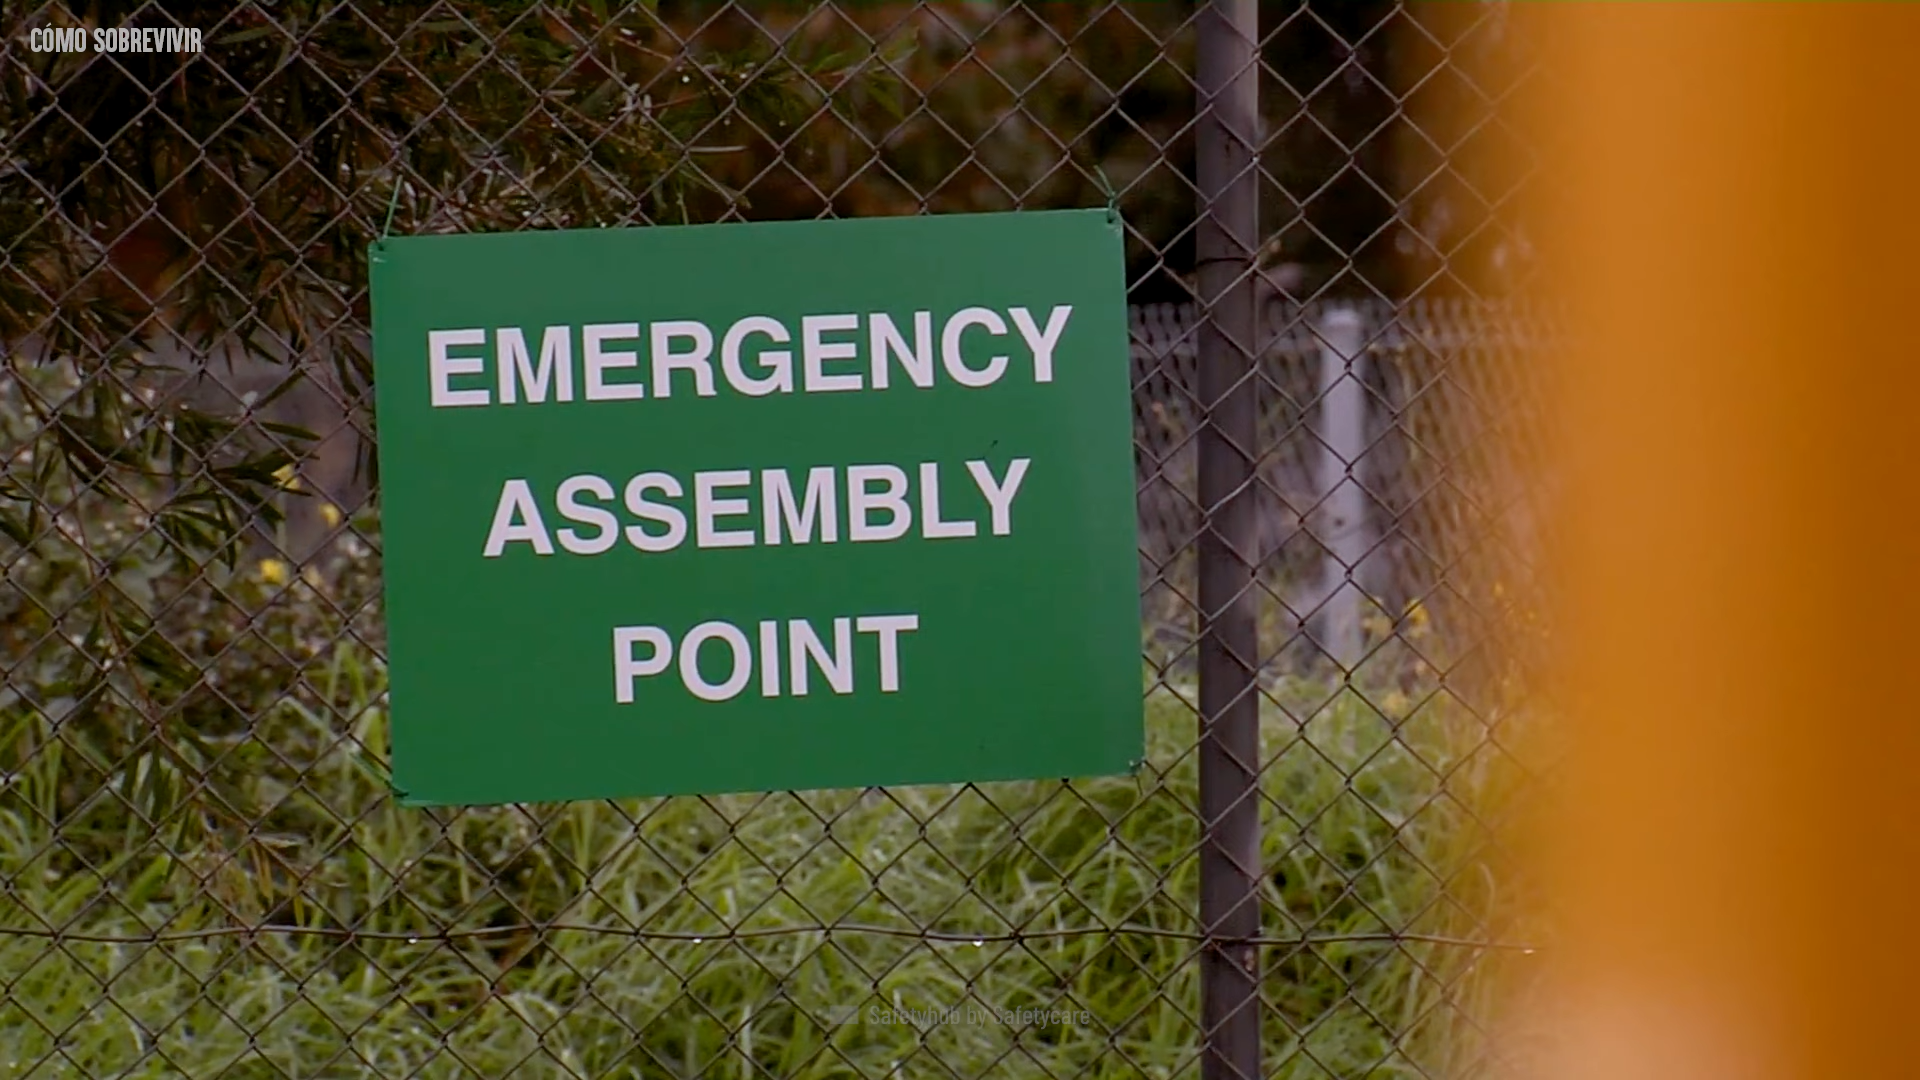 CÓMO SOBREVIVIR
EMERGENCY
ASSEMBLY
POINT
Safetyhub by Safetycare